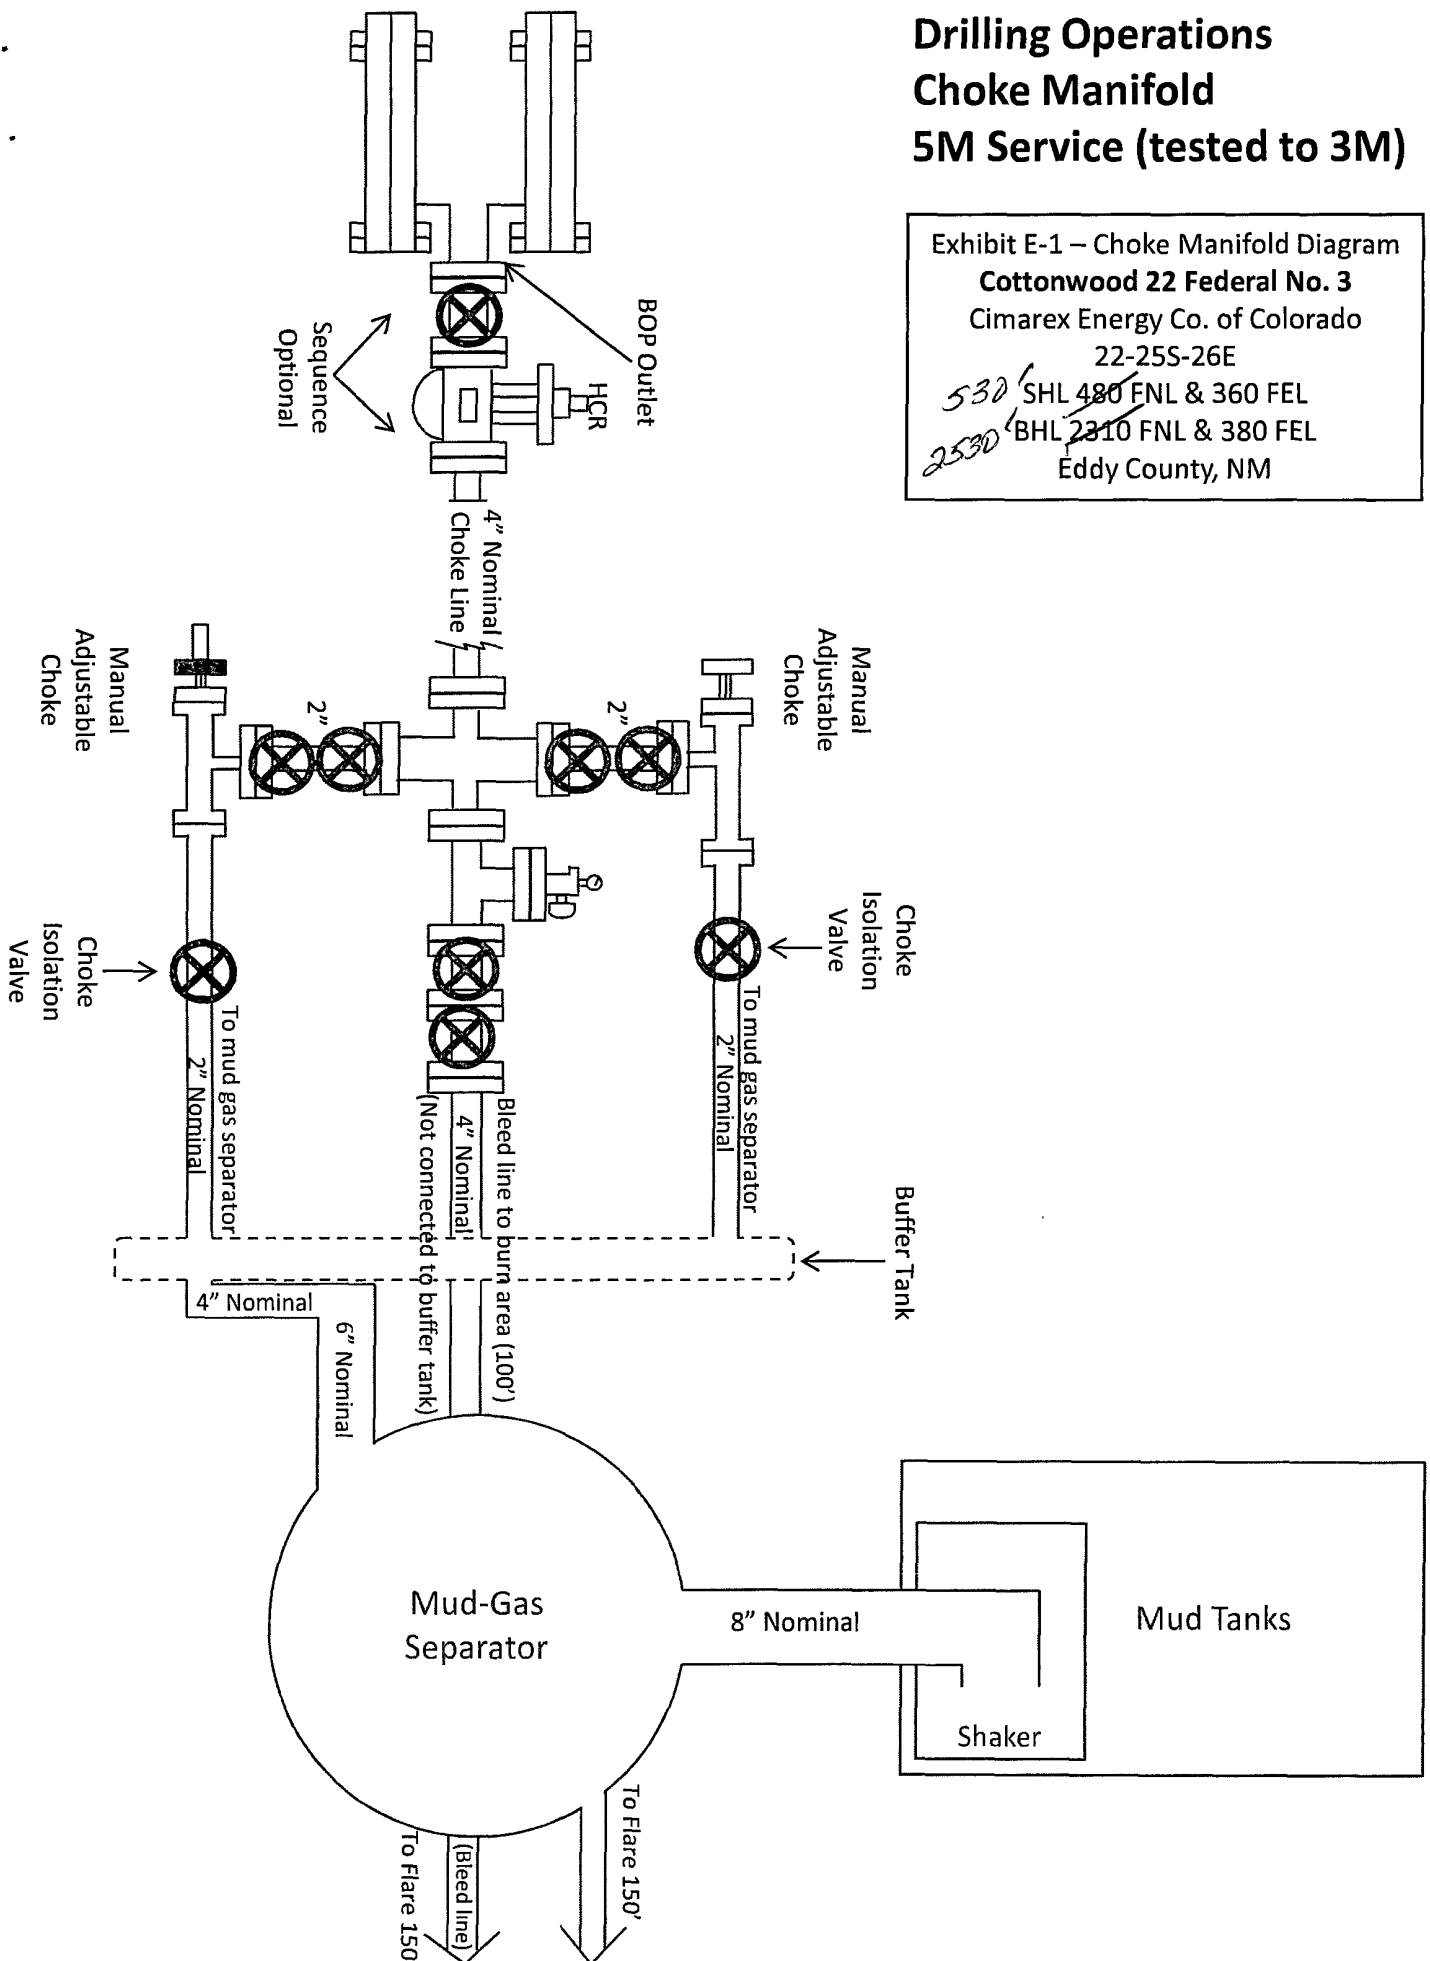 Drilling Operations
Choke Manifold
5M Service (tested to 3M)
Exhibit E-1 – Choke Manifold Diagram
Cottonwood 22 Federal No. 3
Cimarex Energy Co. of Colorado
22-25S-26E
530' SHL 480 FNL & 360 FEL
2530' BHL 2310 FNL & 380 FEL
Eddy County, NM
BOP Outlet
HCR
Sequence
Optional
4” Nominal
Choke Line
Manual
Adjustable
Choke
2”
2”
Manual
Adjustable
Choke
Choke
Isolation
Valve
Choke
Isolation
Valve
To mud gas separator
2” Nominal
Bleed line to burn area (100’)
4” Nominal
(Not connected to buffer tank)
To mud gas separator
2” Nominal
Buffer Tank
4” Nominal
6” Nominal
Mud-Gas
Separator
8” Nominal
Mud Tanks
Shaker
To Flare 150’
(Bleed line)
To Flare 150